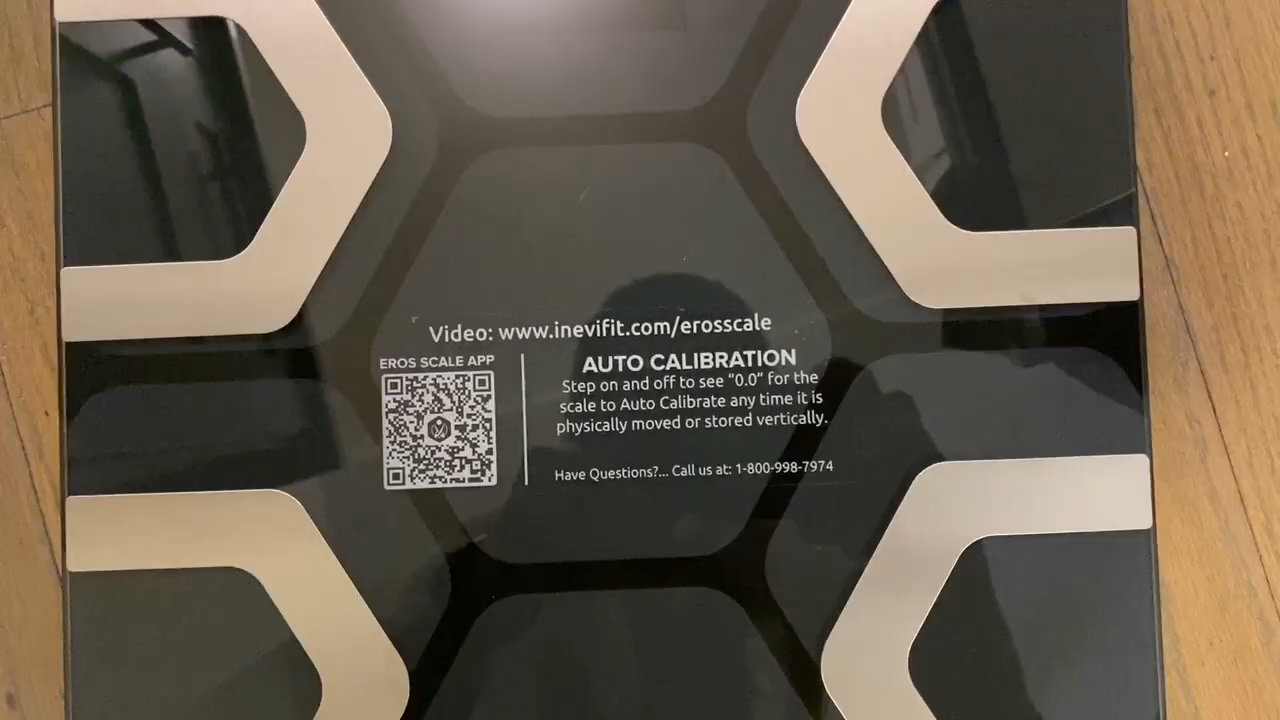 Video: www.inevifit.com/erosscale
EROS SCALE APP
AUTO CALIBRATION
Step on and off to see “0.0” for the
scale to Auto Calibrate any time it is
physically moved or stored vertically.
Have Questions?... Call us at: 1-800-998-7974